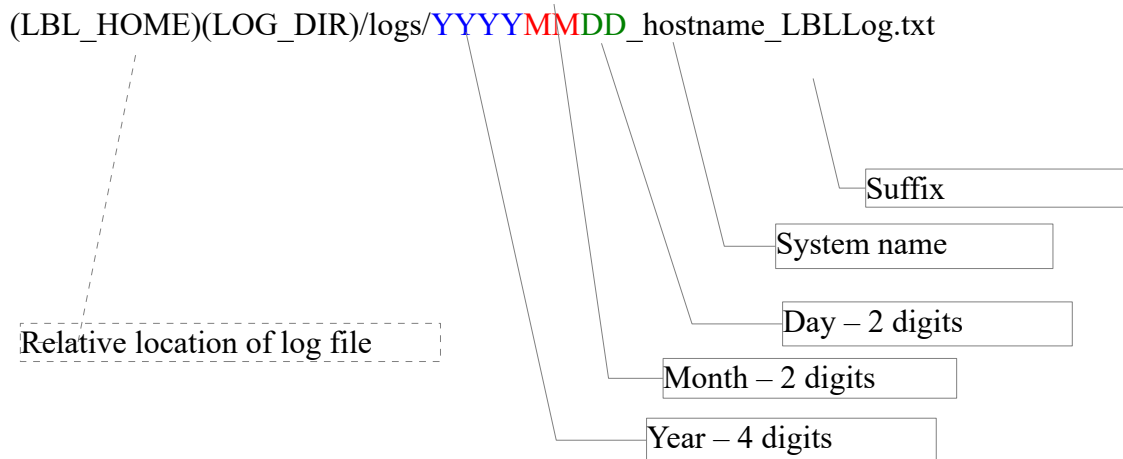 (LBL_HOME)(LOG_DIR)/logs/YYYYMMDD_hostname_LBLLog.txt
Suffix
System name
Day – 2 digits
Relative location of log file
Month – 2 digits
Year – 4 digits